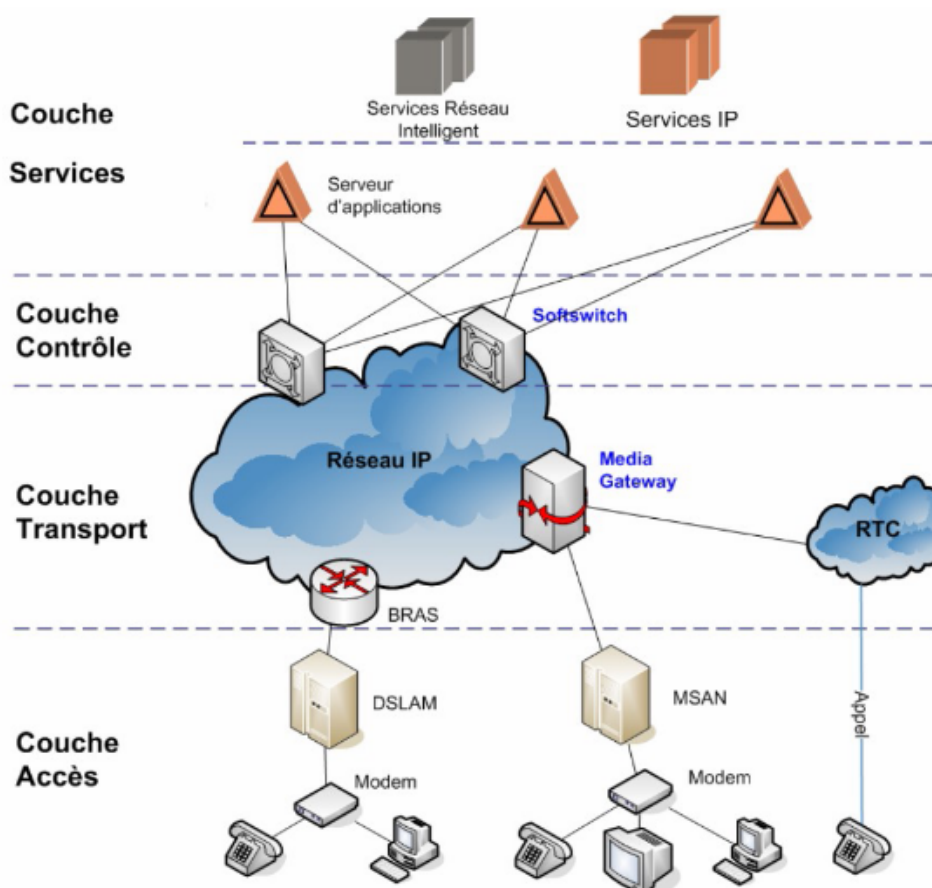 Services Réseau
Intelligent
Services IP
Couche
Services
Serveur
d'applications
Couche
Contrôle
Softswitch
Réseau IP
Media
Gateway
Couche
Transport
RTC
BRAS
DSLAM
MSAN
Appel
Couche
Accès
Modem
Modem